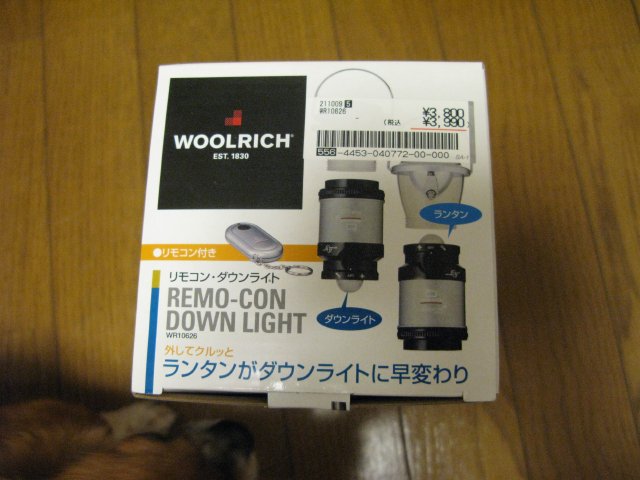 WOOLRICH
EST. 1830
211009 5
WR10626
¥3,800
(税込 ¥3,990)
556-4453-040772-00-000
ランタン
●リモコン付き
リモコン・ダウンライト
REMO-CON
DOWN LIGHT
WR10626
ダウンライト
外してクルッと
ランタンがダウンライトに早変わり